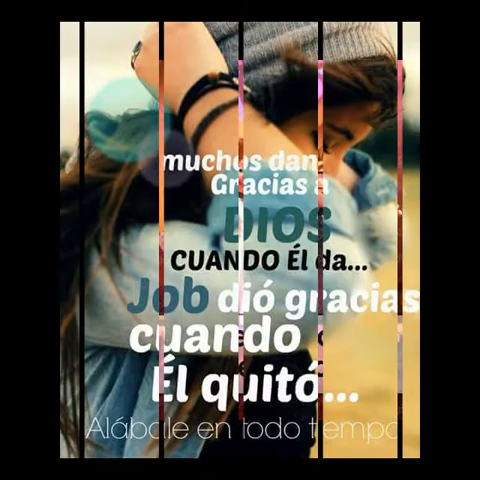 muchos dan
Gracias a
DIOS
CUANDO Él da...
Job dió gracias
cuando
Él quitó...
Alábale en todo tiempo